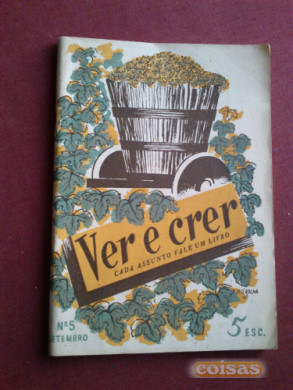 Ver e crer
CADA ASSUNTO VALE UM LIVRO
Nº5
SETEMBRO
5 ESC.
coisas